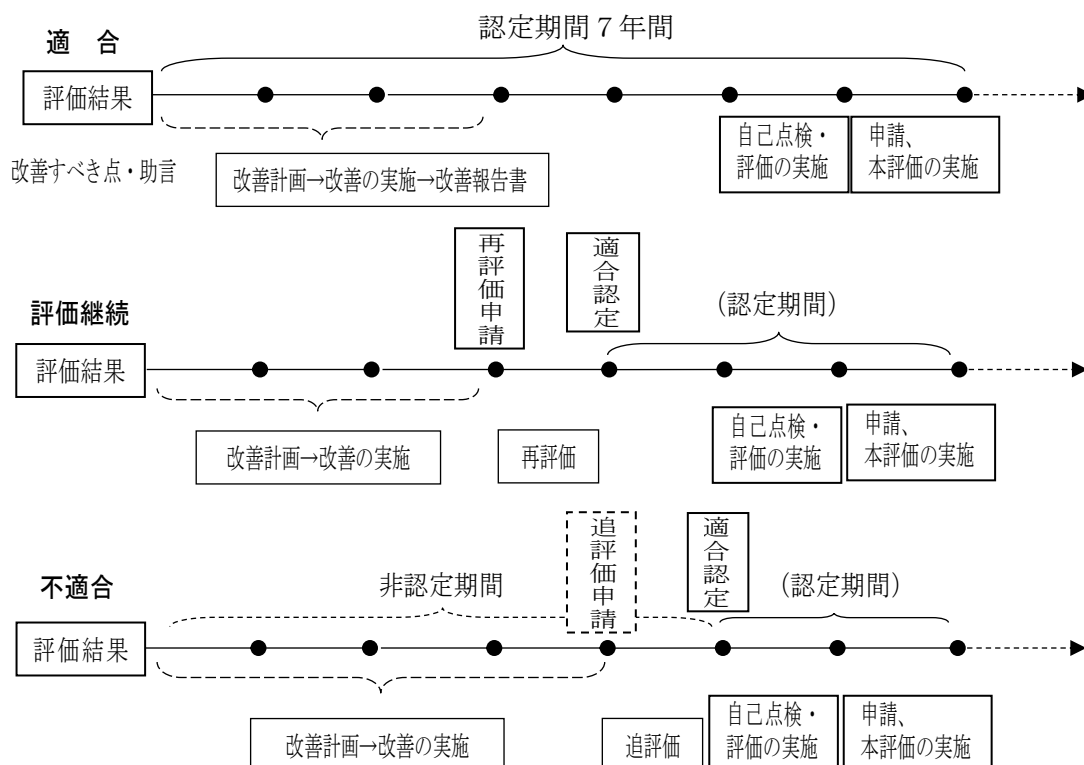 適　合
認定期間７年間
評価結果
改善すべき点・助言
改善計画→改善の実施→改善報告書
自己点検・
評価の実施
申請、
本評価の実施
評価継続
再評価申請
適合認定
(認定期間)
評価結果
改善計画→改善の実施
再評価
自己点検・
評価の実施
申請、
本評価の実施
不適合
非認定期間
追評価申請
適合認定
(認定期間)
評価結果
改善計画→改善の実施
追評価
自己点検・
評価の実施
申請、
本評価の実施